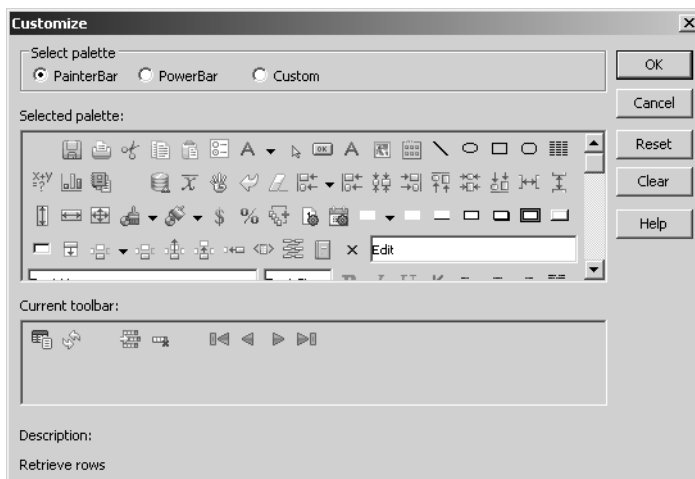 Customize
Select palette
PainterBar PowerBar Custom
OK
Cancel
Selected palette:
Reset
Clear
Help
Edit
Current toolbar:
Description:
Retrieve rows